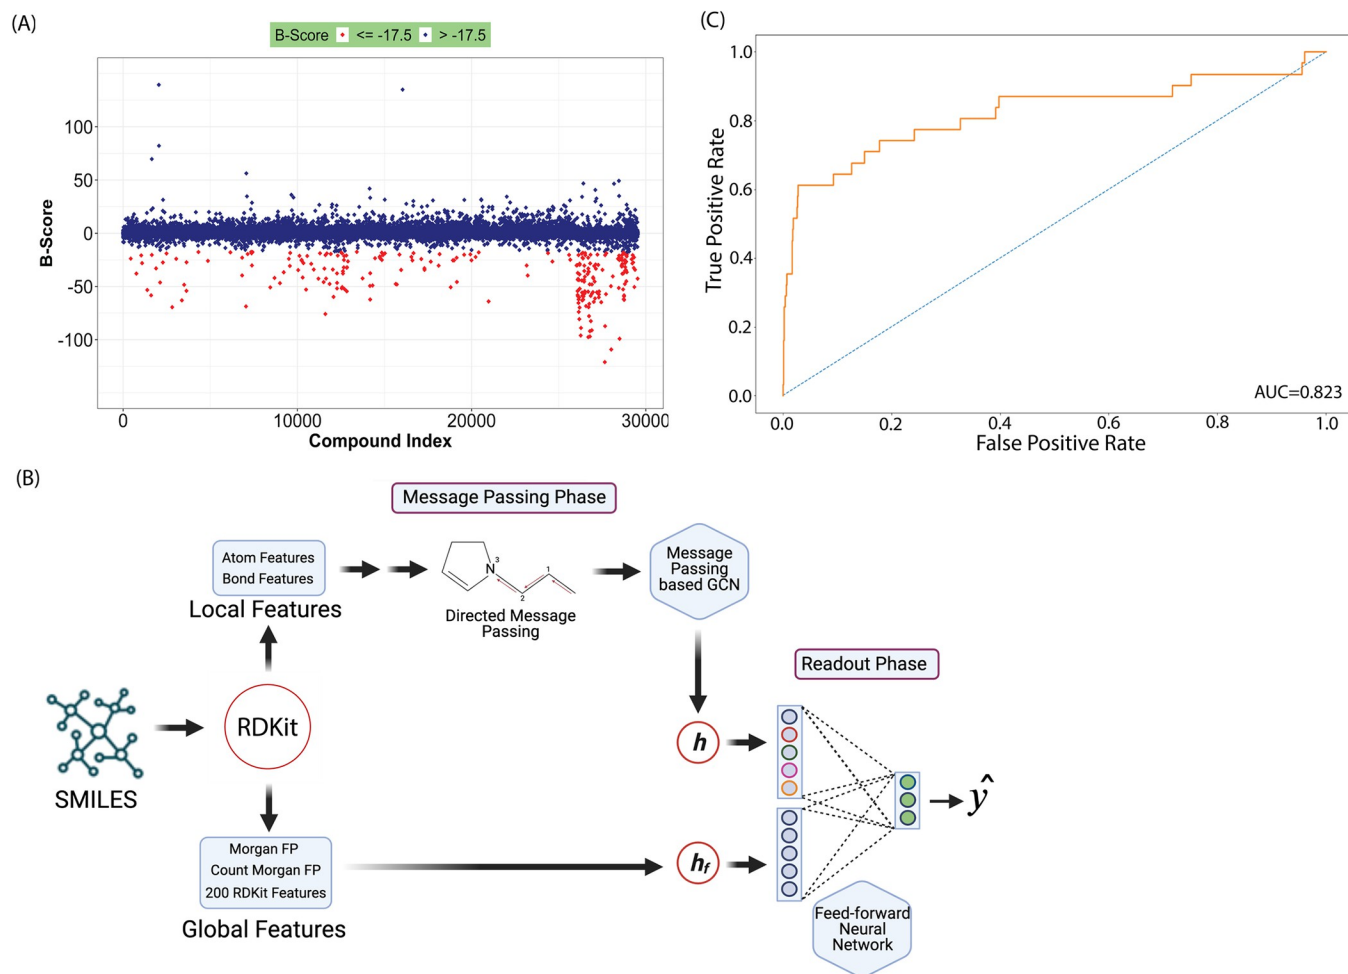 (A)
B-Score <= -17.5 > -17.5
B-Score
100
50
0
-50
-100
0 10000 20000 30000
Compound Index
(C)
True Positive Rate
1.0
0.8
0.6
0.4
0.2
0.0
AUC=0.823
0.0 0.2 0.4 0.6 0.8 1.0
False Positive Rate
(B)
Message Passing Phase
Atom Features
Bond Features
Local Features
N
3
2
1
Directed Message
Passing
Message
Passing
based GCN
Readout Phase
SMILES
RDKit
h
ŷ
Morgan FP
Count Morgan FP
200 RDKit Features
Global Features
hf
Feed-forward
Neural
Network